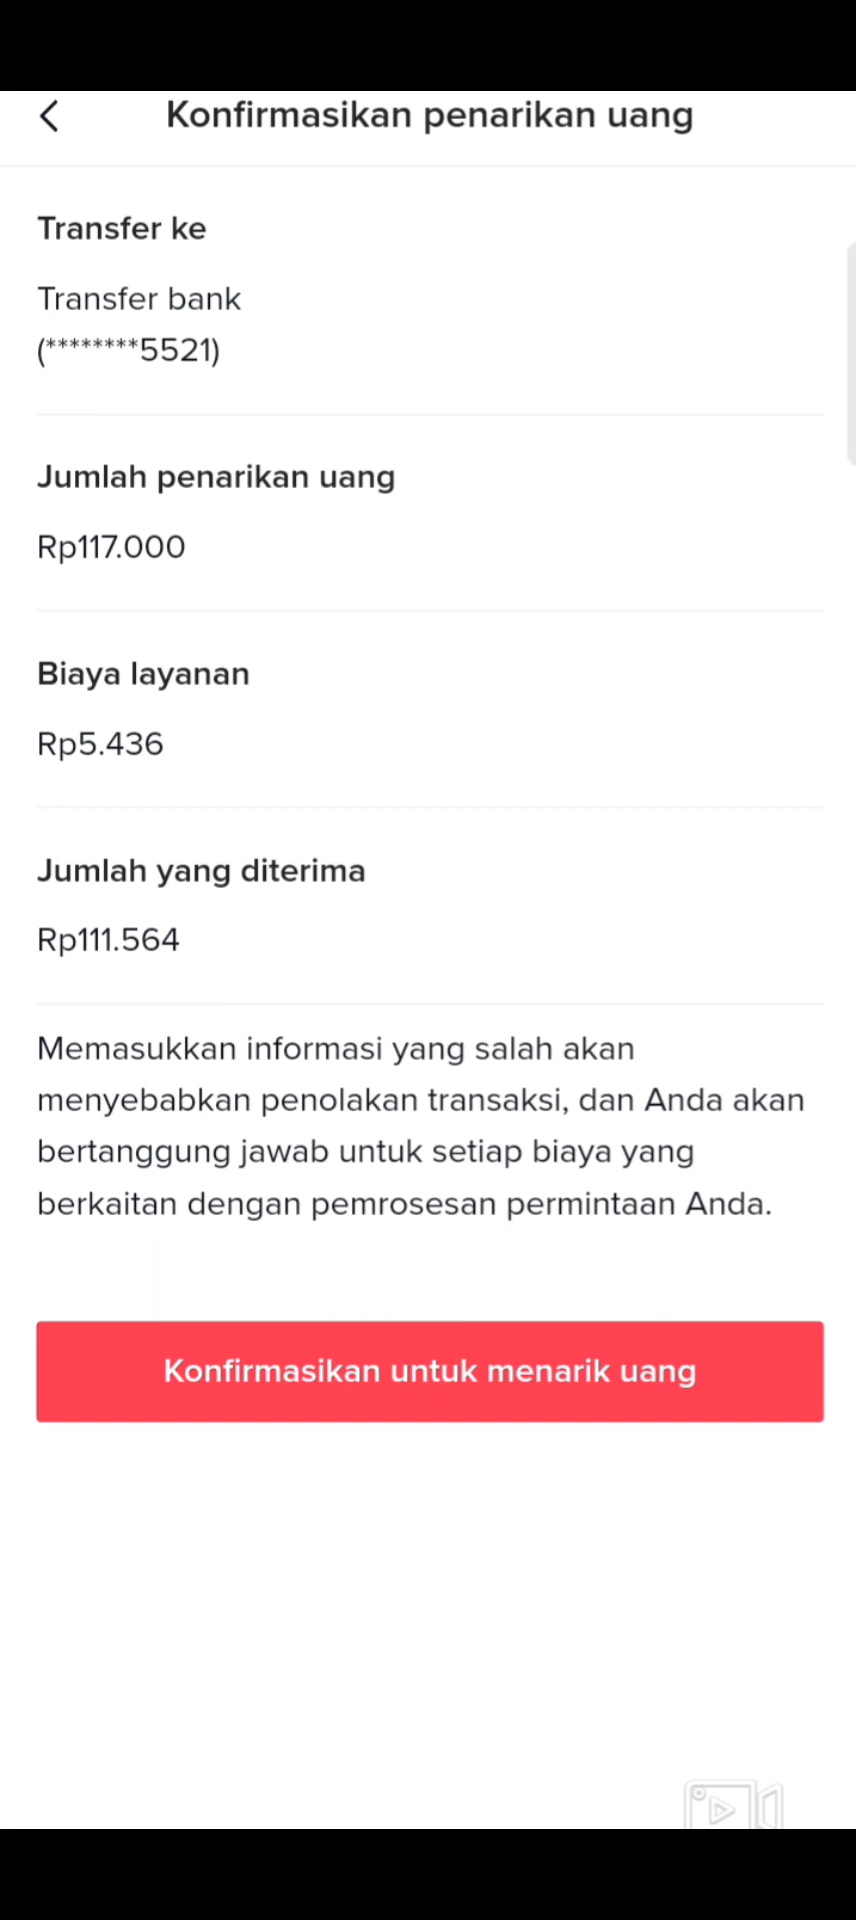 Konfirmasikan penarikan uang
Transfer ke
Transfer bank
(********5521)
Jumlah penarikan uang
Rp117.000
Biaya layanan
Rp5.436
Jumlah yang diterima
Rp111.564
Memasukkan informasi yang salah akan
menyebabkan penolakan transaksi, dan Anda akan
bertanggung jawab untuk setiap biaya yang
berkaitan dengan pemrosesan permintaan Anda.
Konfirmasikan untuk menarik uang